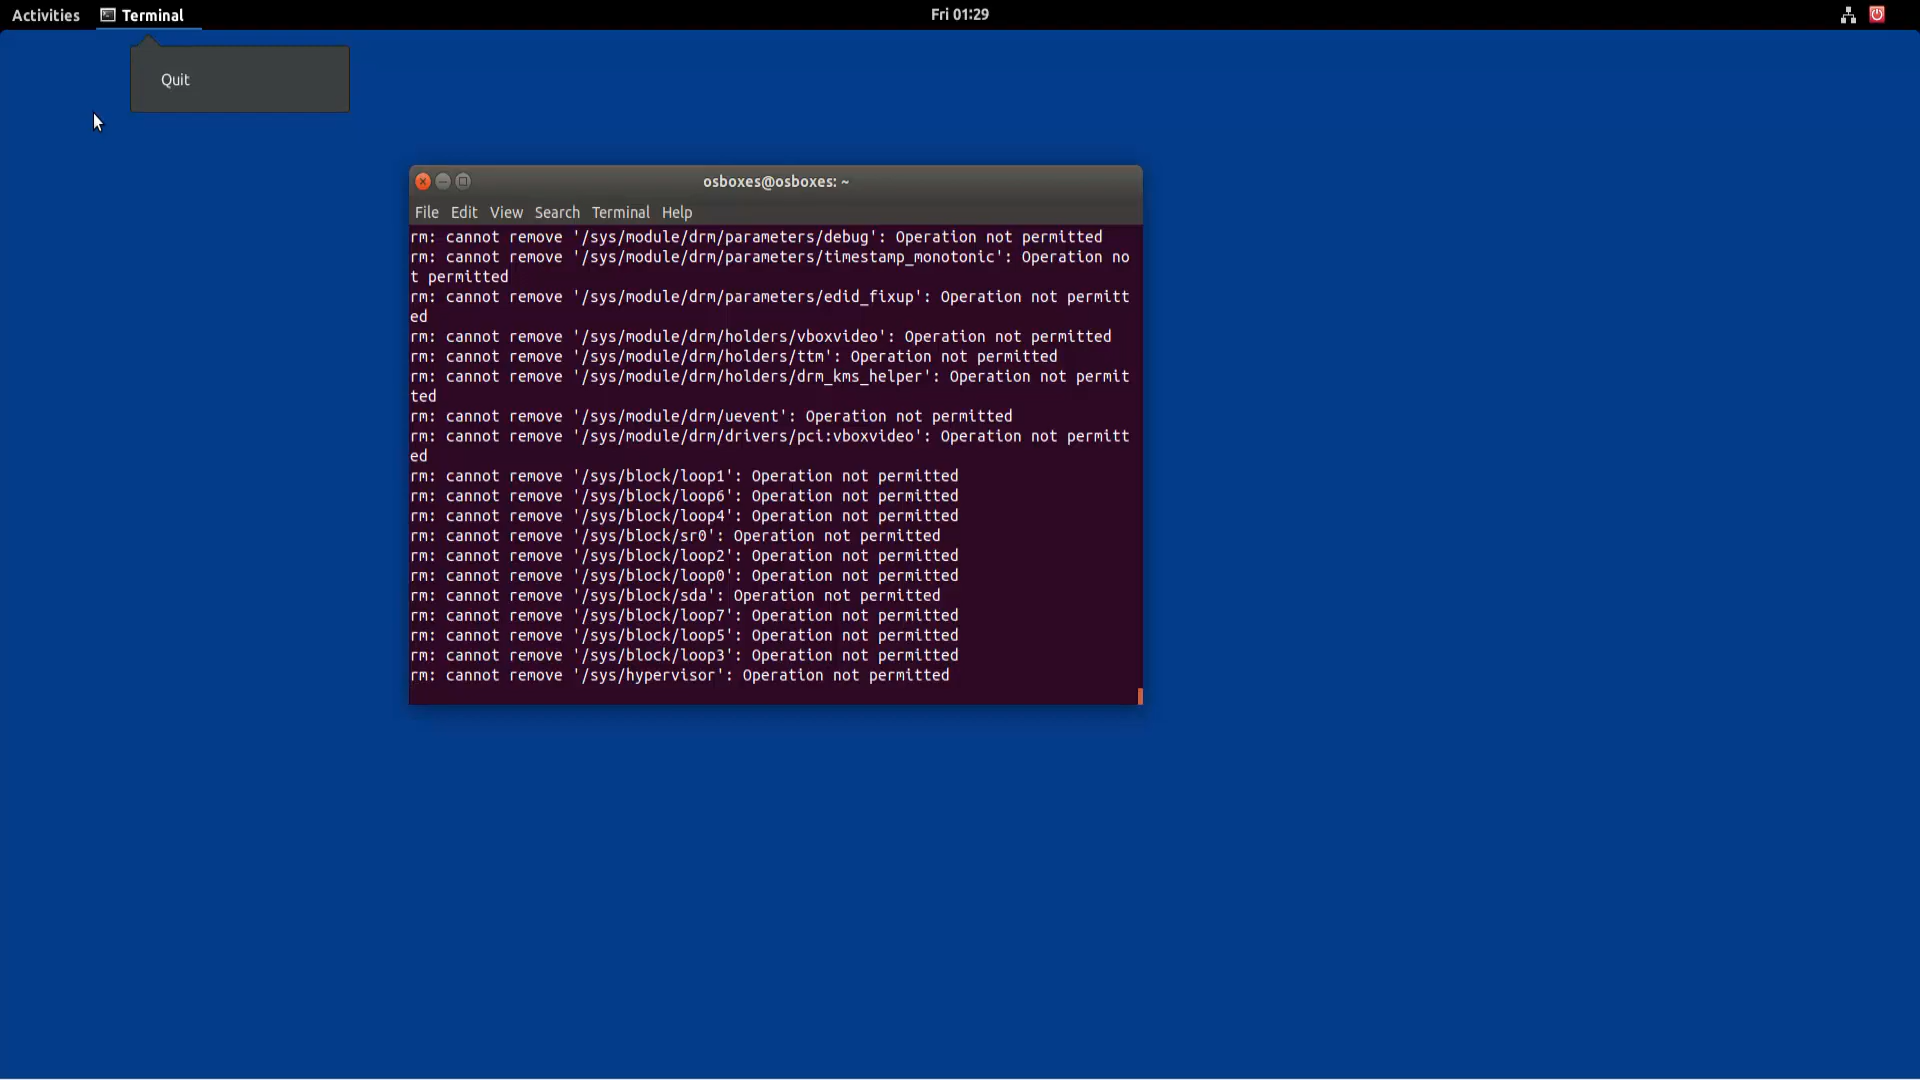 Activities Terminal Fri 01:29
Quit
osboxes@osboxes: ~
File Edit View Search Terminal Help
rm: cannot remove '/sys/module/drm/parameters/debug': Operation not permitted
rm: cannot remove '/sys/module/drm/parameters/timestamp_monotonic': Operation no
t permitted
rm: cannot remove '/sys/module/drm/parameters/edid_fixup': Operation not permitt
ed
rm: cannot remove '/sys/module/drm/holders/vboxvideo': Operation not permitted
rm: cannot remove '/sys/module/drm/holders/ttm': Operation not permitted
rm: cannot remove '/sys/module/drm/holders/drm_kms_helper': Operation not permit
ted
rm: cannot remove '/sys/module/drm/uevent': Operation not permitted
rm: cannot remove '/sys/module/drm/drivers/pci:vboxvideo': Operation not permitt
ed
rm: cannot remove '/sys/block/loop1': Operation not permitted
rm: cannot remove '/sys/block/loop6': Operation not permitted
rm: cannot remove '/sys/block/loop4': Operation not permitted
rm: cannot remove '/sys/block/sr0': Operation not permitted
rm: cannot remove '/sys/block/loop2': Operation not permitted
rm: cannot remove '/sys/block/loop0': Operation not permitted
rm: cannot remove '/sys/block/sda': Operation not permitted
rm: cannot remove '/sys/block/loop7': Operation not permitted
rm: cannot remove '/sys/block/loop5': Operation not permitted
rm: cannot remove '/sys/block/loop3': Operation not permitted
rm: cannot remove '/sys/hypervisor': Operation not permitted